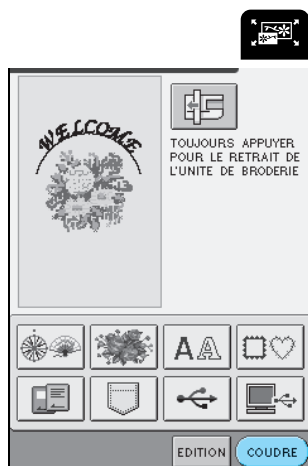 WELCOME
TOUJOURS APPUYER
POUR LE RETRAIT DE
L'UNITE DE BRODERIE
A A
EDITION
COUDRE